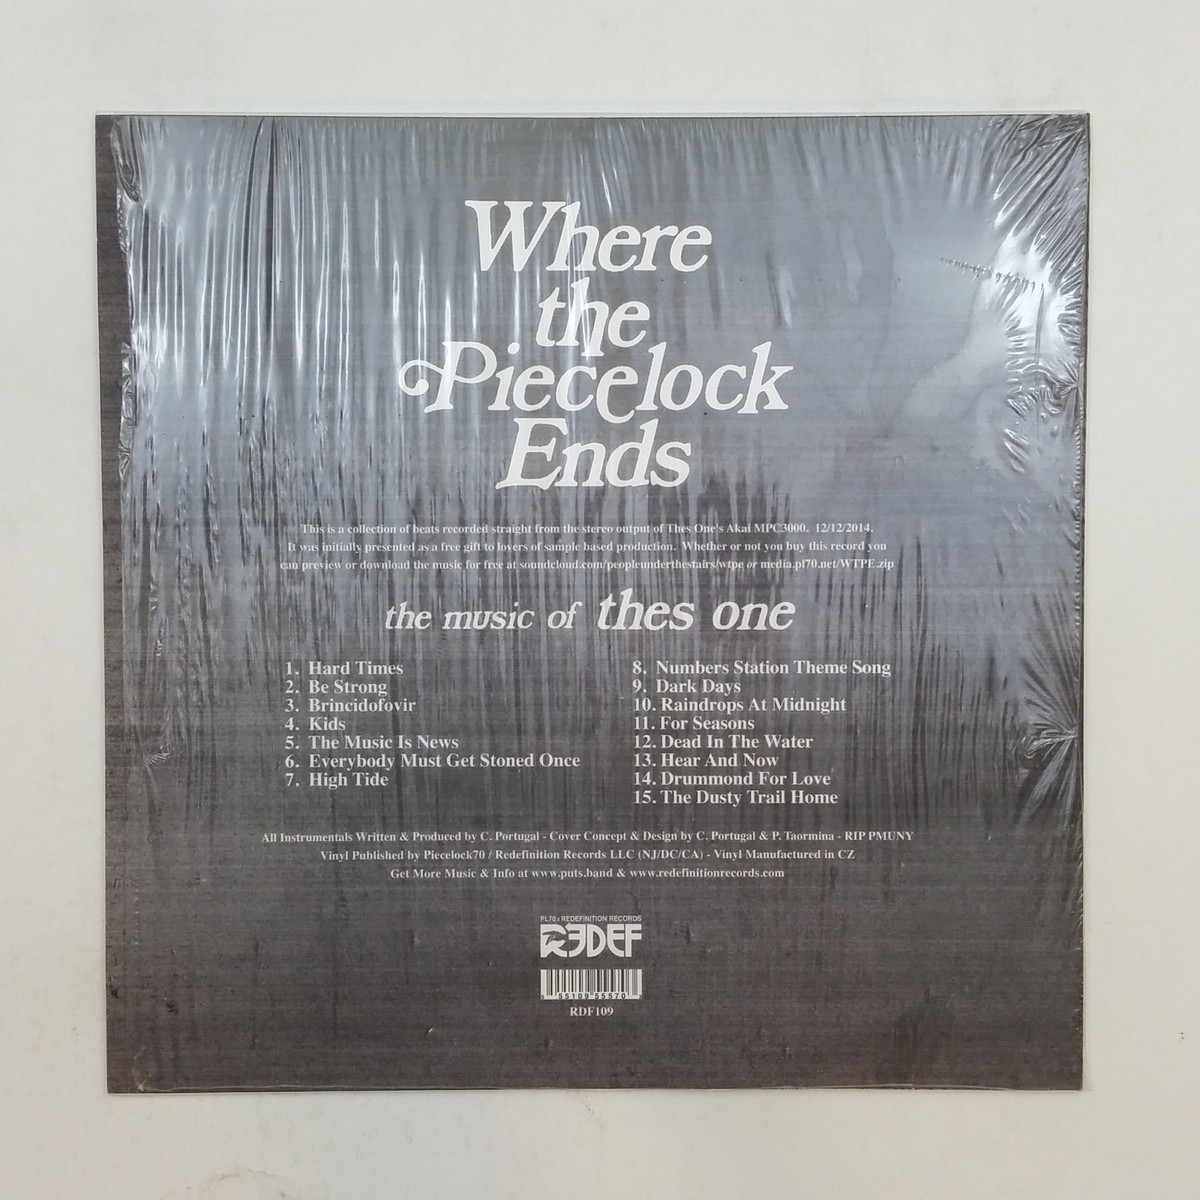 Where
the
Piecelock
Ends
This is a collection of beats recorded straight from the stereo output of Thes One's Akai MPC3000. 12/12/2014.
It was initially presented as a free gift to lovers of sample based production. Whether or not you buy this record you
can preview or download the music for free at soundcloud.com/peopleunderthestairs/wtpe or media.pl70.net/WTPE.zip
the music of thes one
1. Hard Times
2. Be Strong
3. Brincidofovir
4. Kids
5. The Music Is News
6. Everybody Must Get Stoned Once
7. High Tide
8. Numbers Station Theme Song
9. Dark Days
10. Raindrops At Midnight
11. For Seasons
12. Dead In The Water
13. Hear And Now
14. Drummond For Love
15. The Dusty Trail Home
All Instrumentals Written & Produced by C. Portugal - Cover Concept & Design by C. Portugal & P. Taormina - RIP PMUNY
Vinyl Published by Piecelock70 / Redefinition Records LLC (NJ/DC/CA) - Vinyl Manufactured in CZ
Get More Music & Info at www.puts.band & www.redefinitionrecords.com
PL70 x REDEFINITION RECORDS
REDEF
55109 55570
RDF109